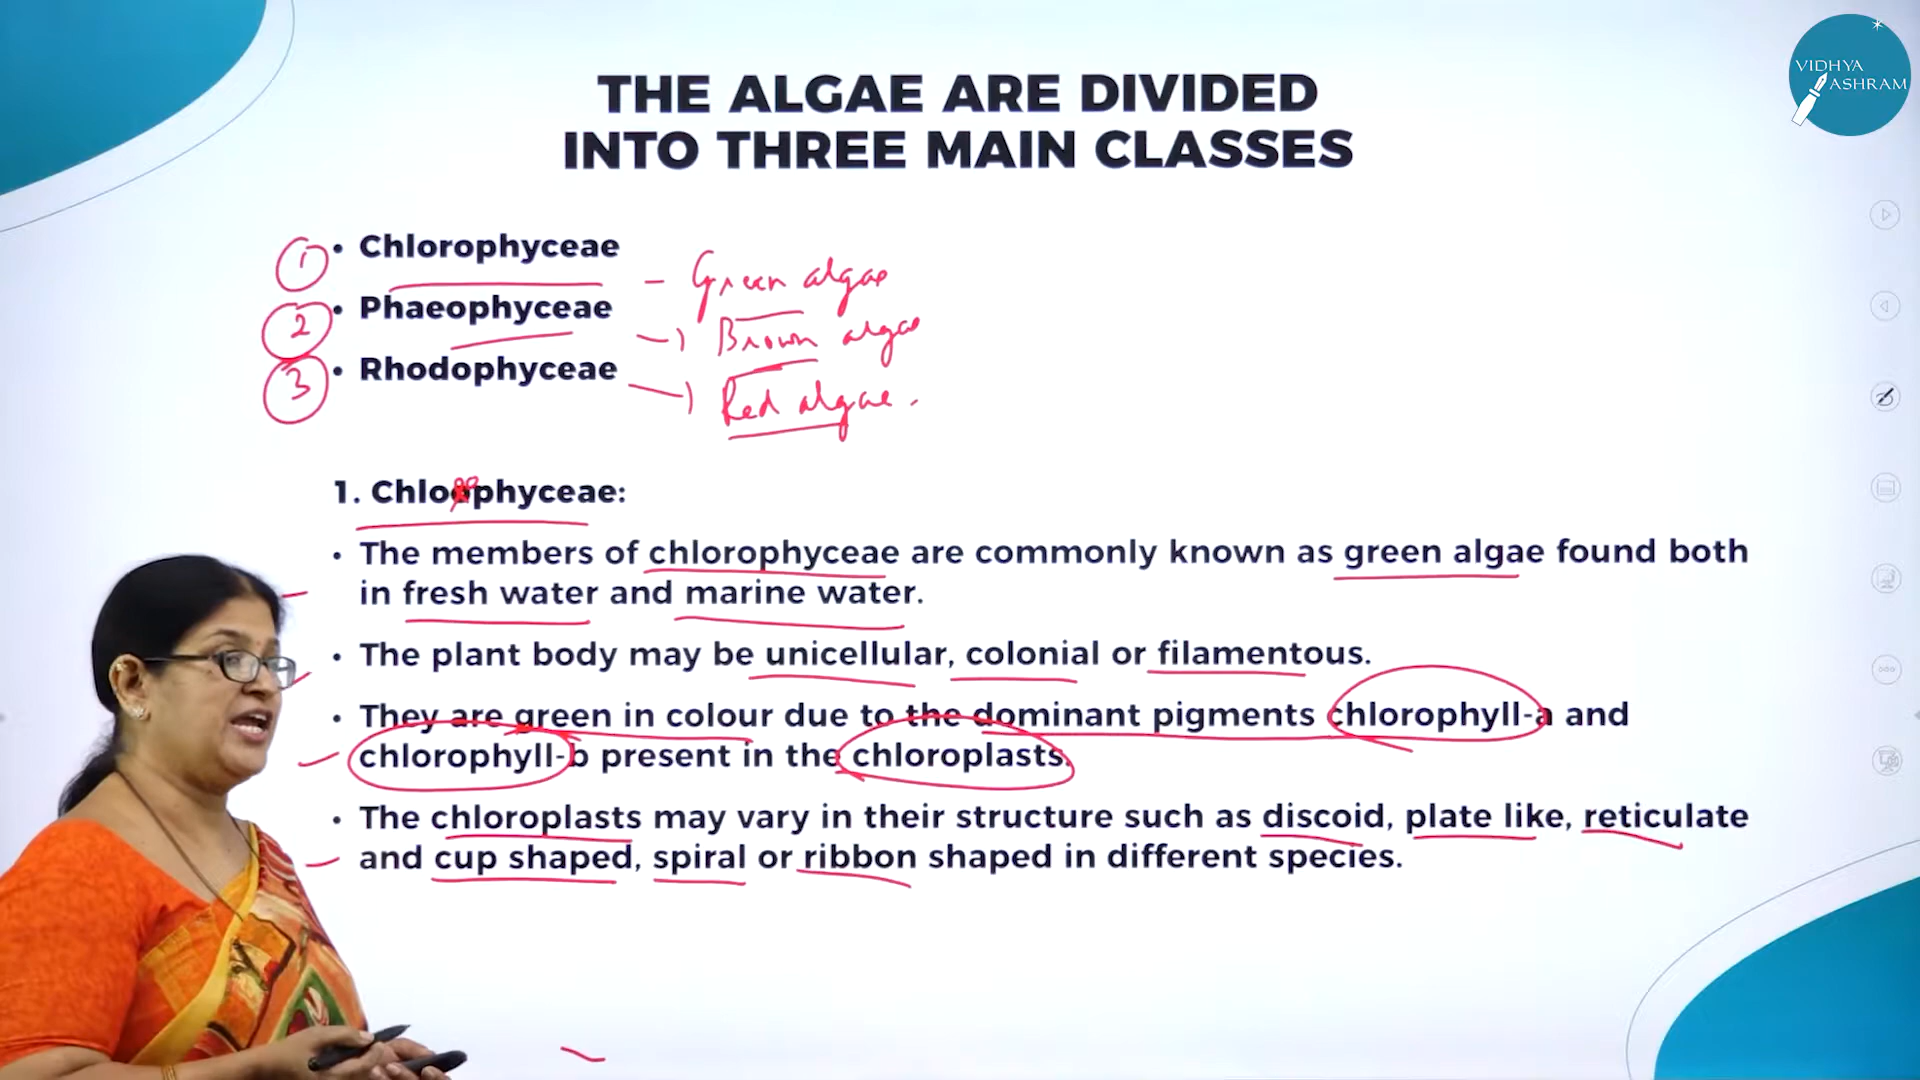 VIDHYA
ASHRAM
THE ALGAE ARE DIVIDED
INTO THREE MAIN CLASSES
1 • Chlorophyceae - Green algae
2 • Phaeophyceae → Brown algae
3 • Rhodophyceae → Red algae.
1. Chlorophyceae:
• The members of chlorophyceae are commonly known as green algae found both
in fresh water and marine water.
• The plant body may be unicellular, colonial or filamentous.
• They are green in colour due to the dominant pigments chlorophyll-a and
chlorophyll-b present in the chloroplasts.
• The chloroplasts may vary in their structure such as discoid, plate like, reticulate
and cup shaped, spiral or ribbon shaped in different species.